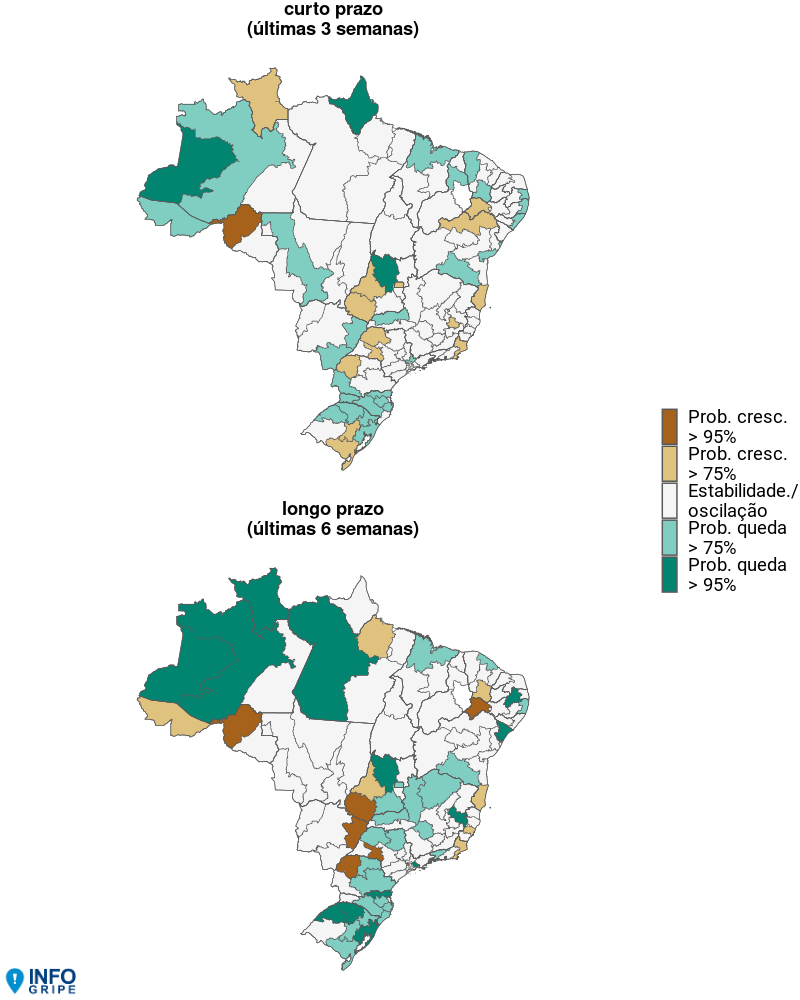 curto prazo
(últimas 3 semanas)
Prob. cresc.
> 95%
Prob. cresc.
> 75%
Estabilidade./
oscilação
Prob. queda
> 75%
Prob. queda
> 95%
longo prazo
(últimas 6 semanas)
INFO
GRIPE